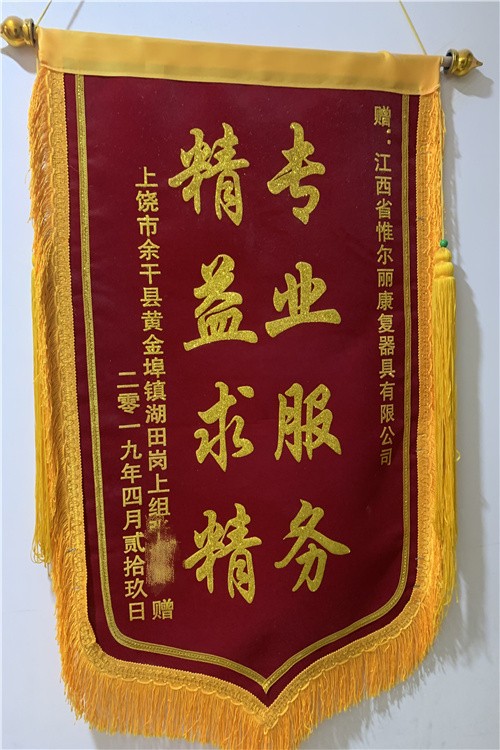 赠：江西省惟尔丽康复器具有限公司
专业服务
精益求精
上饶市余干县黄金埠镇湖田岗上组 赠
二零一九年四月贰拾玖日